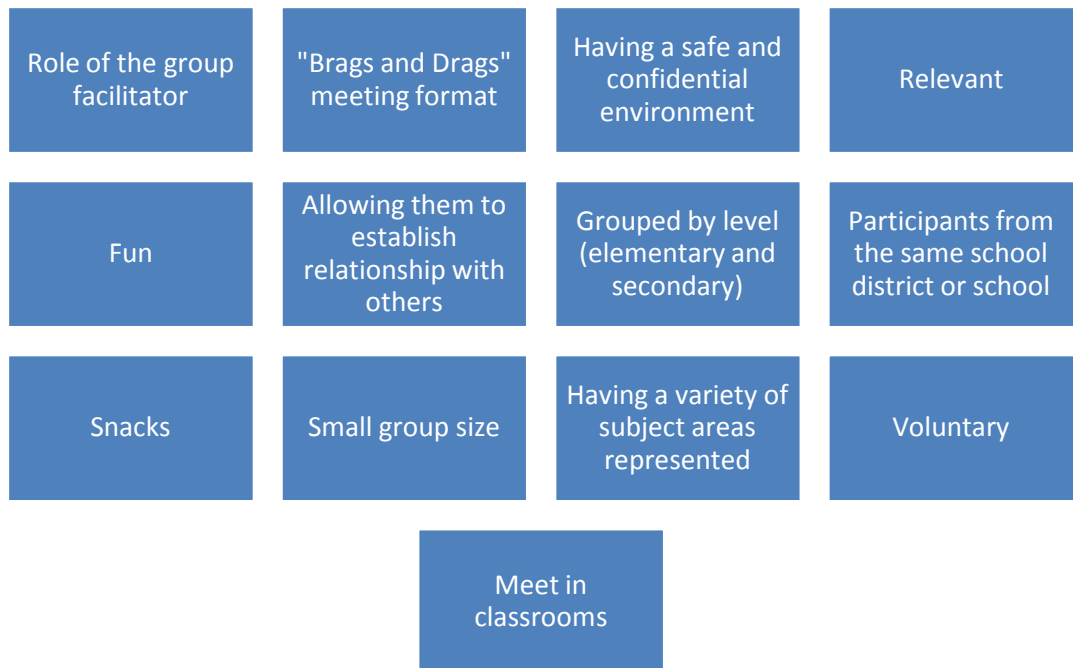 Role of the group
facilitator
"Brags and Drags"
meeting format
Having a safe and
confidential
environment
Relevant
Fun
Allowing them to
establish
relationship with
others
Grouped by level
(elementary and
secondary)
Participants from
the same school
district or school
Snacks
Small group size
Having a variety of
subject areas
represented
Voluntary
Meet in
classrooms